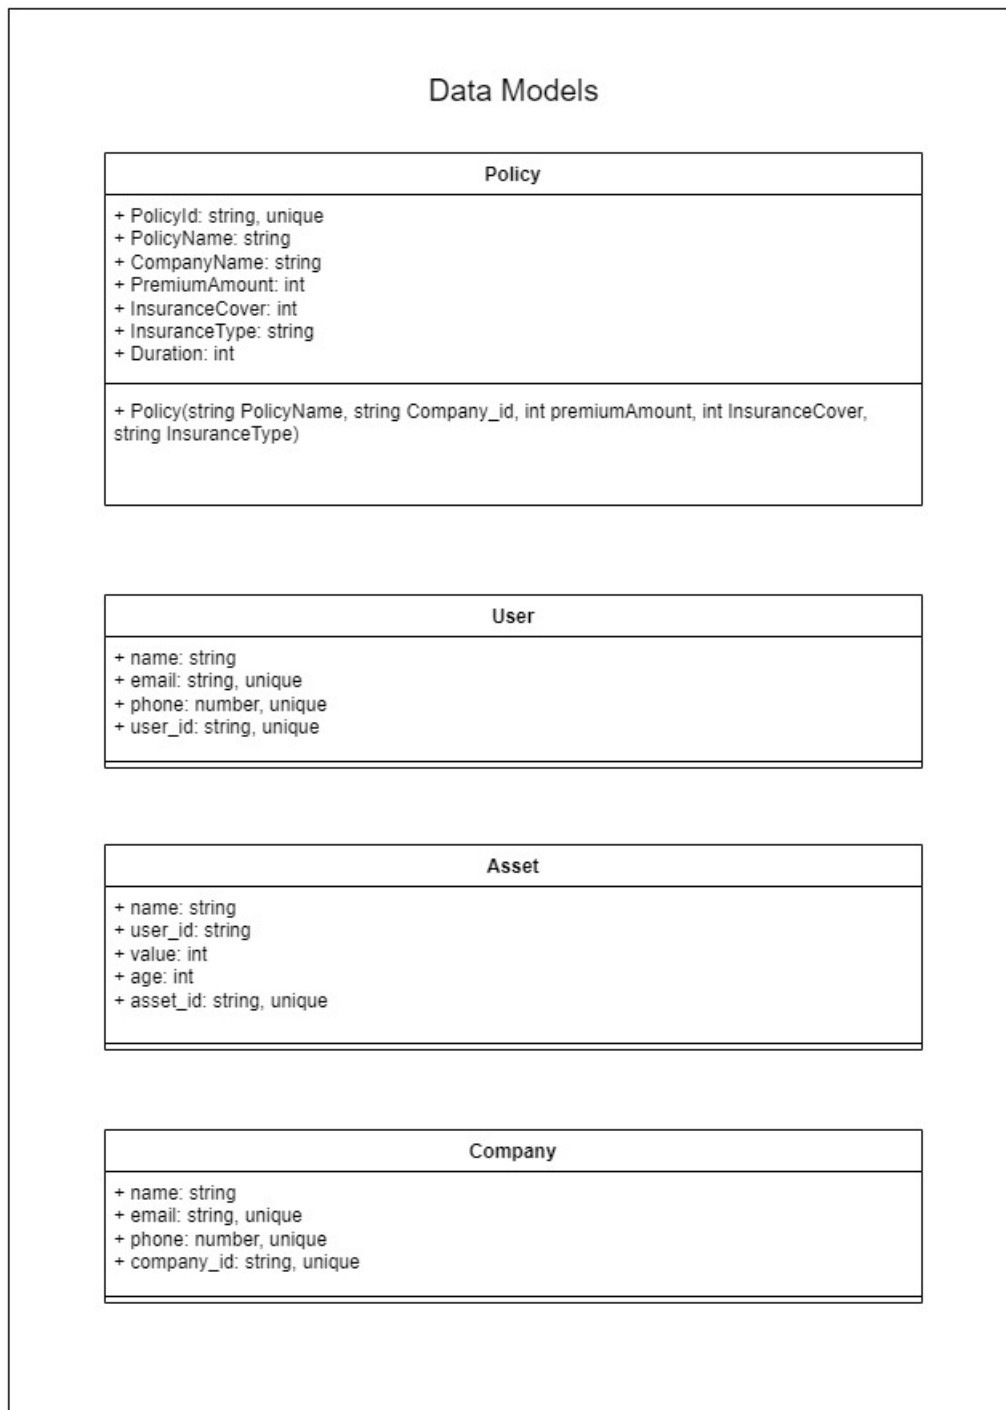 Data Models
Policy
+ PolicyId: string, unique
+ PolicyName: string
+ CompanyName: string
+ PremiumAmount: int
+ InsuranceCover: int
+ InsuranceType: string
+ Duration: int
+ Policy(string PolicyName, string Company_id, int premiumAmount, int InsuranceCover,
string InsuranceType)
User
+ name: string
+ email: string, unique
+ phone: number, unique
+ user_id: string, unique
Asset
+ name: string
+ user_id: string
+ value: int
+ age: int
+ asset_id: string, unique
Company
+ name: string
+ email: string, unique
+ phone: number, unique
+ company_id: string, unique